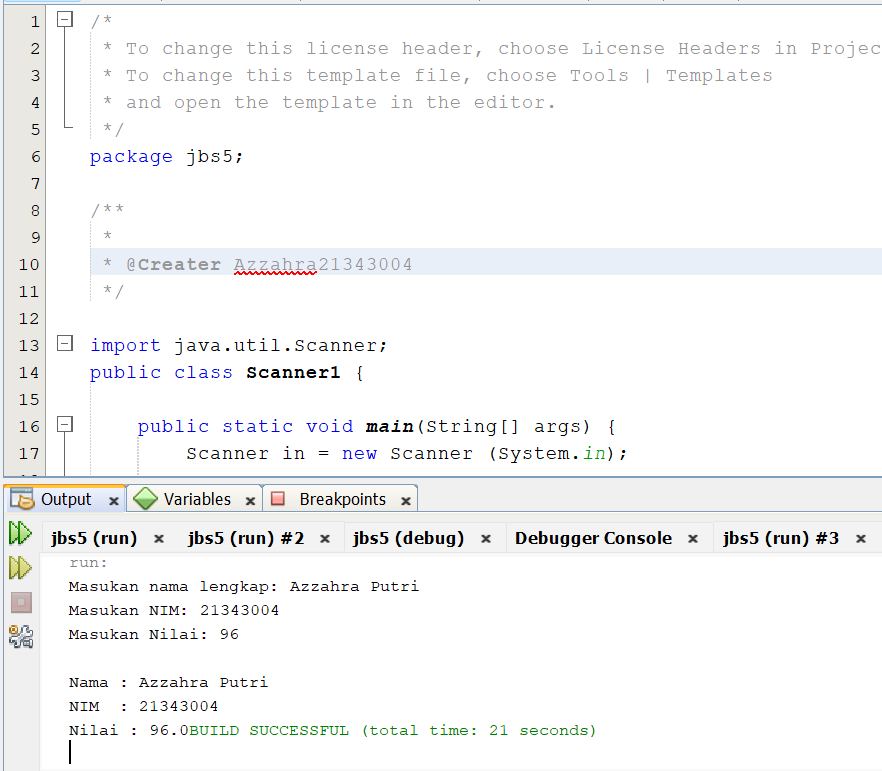 1 /*
2 * To change this license header, choose License Headers in Projec
3 * To change this template file, choose Tools | Templates
4 * and open the template in the editor.
5 */
6 package jbs5;
7
8 /**
9 *
10 * @Creater Azzahra21343004
11 */
12
13 import java.util.Scanner;
14 public class Scanner1 {
15
16 public static void main(String[] args) {
17 Scanner in = new Scanner (System.in);
Output x Variables x Breakpoints x
jbs5 (run) x jbs5 (run) #2 x jbs5 (debug) x Debugger Console x jbs5 (run) #3 x
run:
Masukan nama lengkap: Azzahra Putri
Masukan NIM: 21343004
Masukan Nilai: 96
Nama : Azzahra Putri
NIM : 21343004
Nilai : 96.0BUILD SUCCESSFUL (total time: 21 seconds)